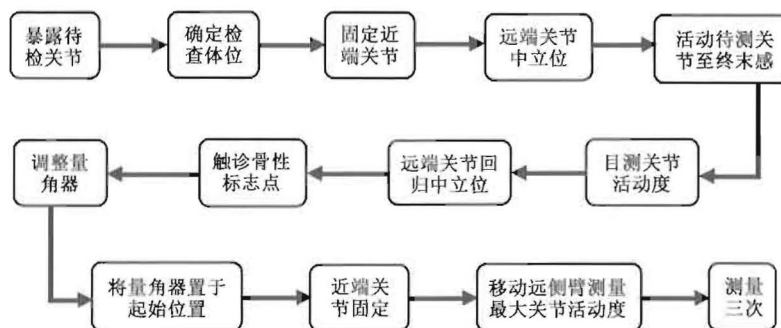 暴露待
检关节
确定检
查体位
固定近
端关节
远端关节
中立位
活动待测关
节至终末感
目测关节
活动度
远端关节回
归中立位
触诊骨性
标志点
调整量
角器
将量角器置于
起始位置
近端关
节固定
移动远侧臂测量
最大关节活动度
测量
三次